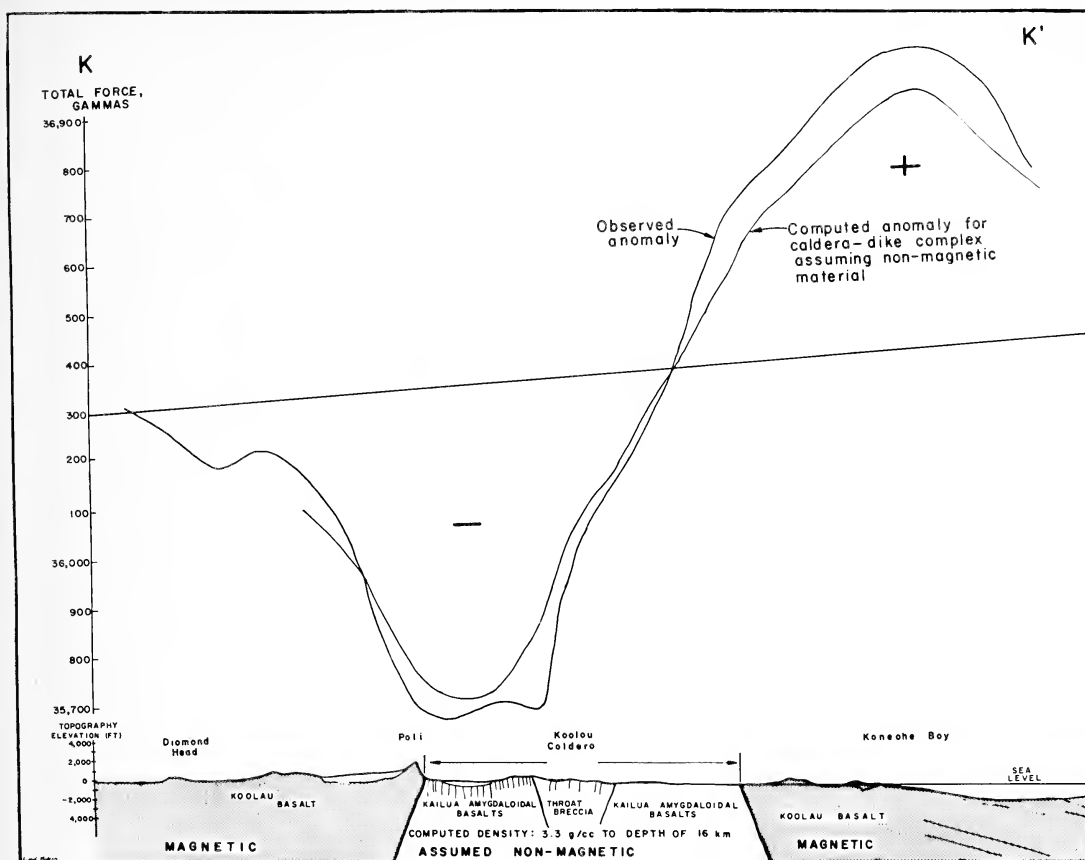 K
K'
TOTAL FORCE,
GAMMAS
36,900
800
700
600
500
400
300
200
100
36,000
900
800
35,700
Observed
anomaly
Computed anomaly for
caldera-dike complex
assuming non-magnetic
material
+
−
TOPOGRAPHY
ELEVATION (FT)
4,000
2,000
0
-2,000
4,000
Diamond
Head
Pali
Koolau
Caldera
Kaneohe Bay
SEA
LEVEL
KOOLAU
BASALT
KAILUA AMYGDALOIDAL
BASALTS
THROAT
BRECCIA
KAILUA AMYGDALOIDAL
BASALTS
KOOLAU BASALT
COMPUTED DENSITY: 3.3 g/cc TO DEPTH OF 16 km
MAGNETIC
ASSUMED NON-MAGNETIC
MAGNETIC